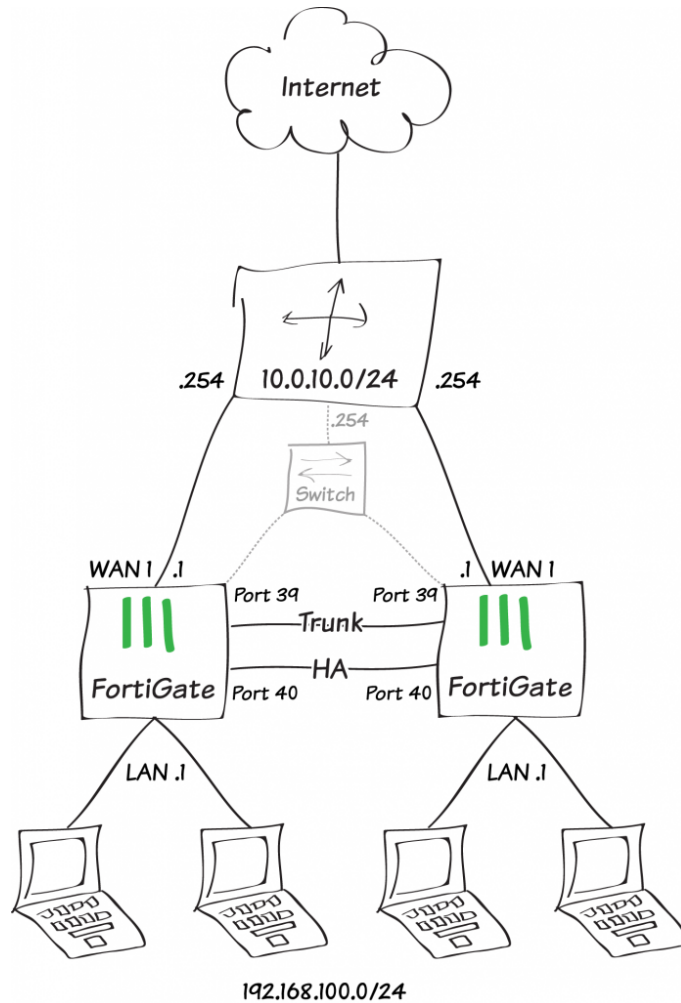 Internet
10.0.10.0/24
.254
.254
.254
Switch
WAN 1 .1
.1 WAN 1
Port 39
Port 39
Trunk
FortiGate
HA
FortiGate
Port 40
Port 40
LAN .1
LAN .1
192.168.100.0/24